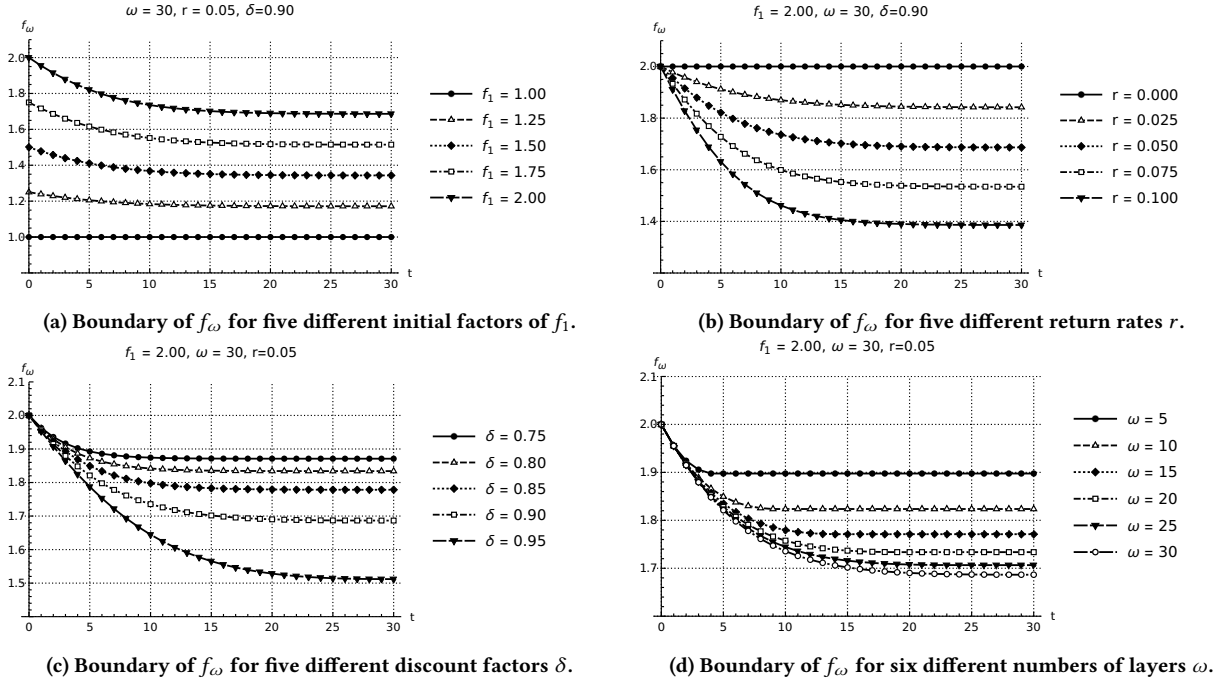 ω = 30, r = 0.05, δ=0.90
f_ω
2.0
1.8
1.6
1.4
1.2
1.0
0 5 10 15 20 25 30 t
f_1 = 1.00
f_1 = 1.25
f_1 = 1.50
f_1 = 1.75
f_1 = 2.00
(a) Boundary of f_ω for five different initial factors of f_1.
f_1 = 2.00, ω = 30, δ=0.90
f_ω
2.0
1.8
1.6
1.4
0 5 10 15 20 25 30 t
r = 0.000
r = 0.025
r = 0.050
r = 0.075
r = 0.100
(b) Boundary of f_ω for five different return rates r.
f_1 = 2.00, ω = 30, r=0.05
f_ω
2.1
2.0
1.9
1.8
1.7
1.6
1.5
0 5 10 15 20 25 30 t
δ = 0.75
δ = 0.80
δ = 0.85
δ = 0.90
δ = 0.95
(c) Boundary of f_ω for five different discount factors δ.
f_1 = 2.00, ω = 30, r=0.05
f_ω
2.1
2.0
1.9
1.8
1.7
0 5 10 15 20 25 30 t
ω = 5
ω = 10
ω = 15
ω = 20
ω = 25
ω = 30
(d) Boundary of f_ω for six different numbers of layers ω.